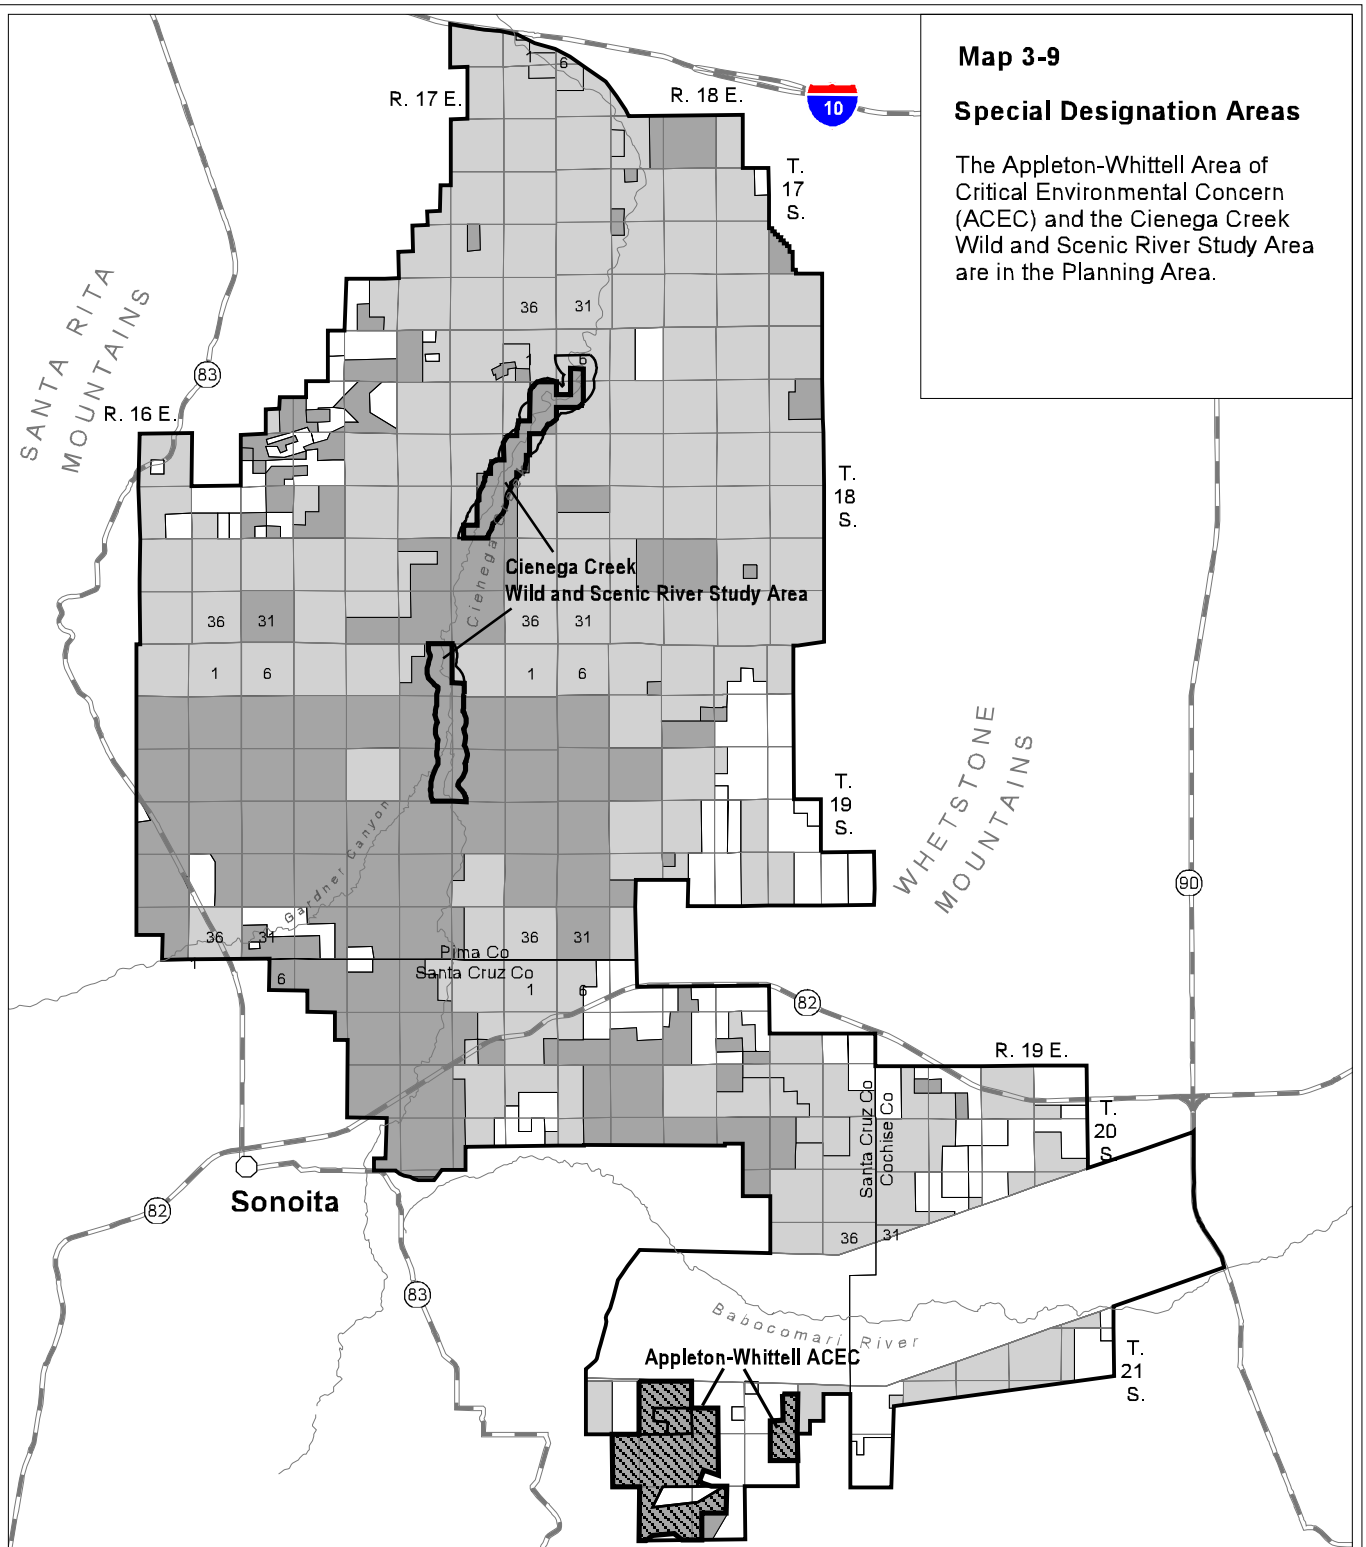 Map 3-9
Special Designation Areas
The Appleton-Whittell Area of
Critical Environmental Concern
(ACEC) and the Cienega Creek
Wild and Scenic River Study Area
are in the Planning Area.
1
6
R. 17 E.
R. 18 E.
10
T.
17
S.
SANTA RITA
MOUNTAINS
36
31
1
6
83
R. 16 E.
T.
18
S.
Cienega
Cienega Creek
Wild and Scenic River Study Area
36
31
36
31
1
6
1
6
WHETSTONE
MOUNTAINS
T.
19
S.
Gardner Canyon
90
36
31
36
31
Pima Co
Santa Cruz Co
1
6
1
6
82
R. 19 E.
Santa Cruz Co
Cochise Co
T.
20
S.
Sonoita
82
36
31
83
Babocomari River
Appleton-Whittell ACEC
T.
21
S.